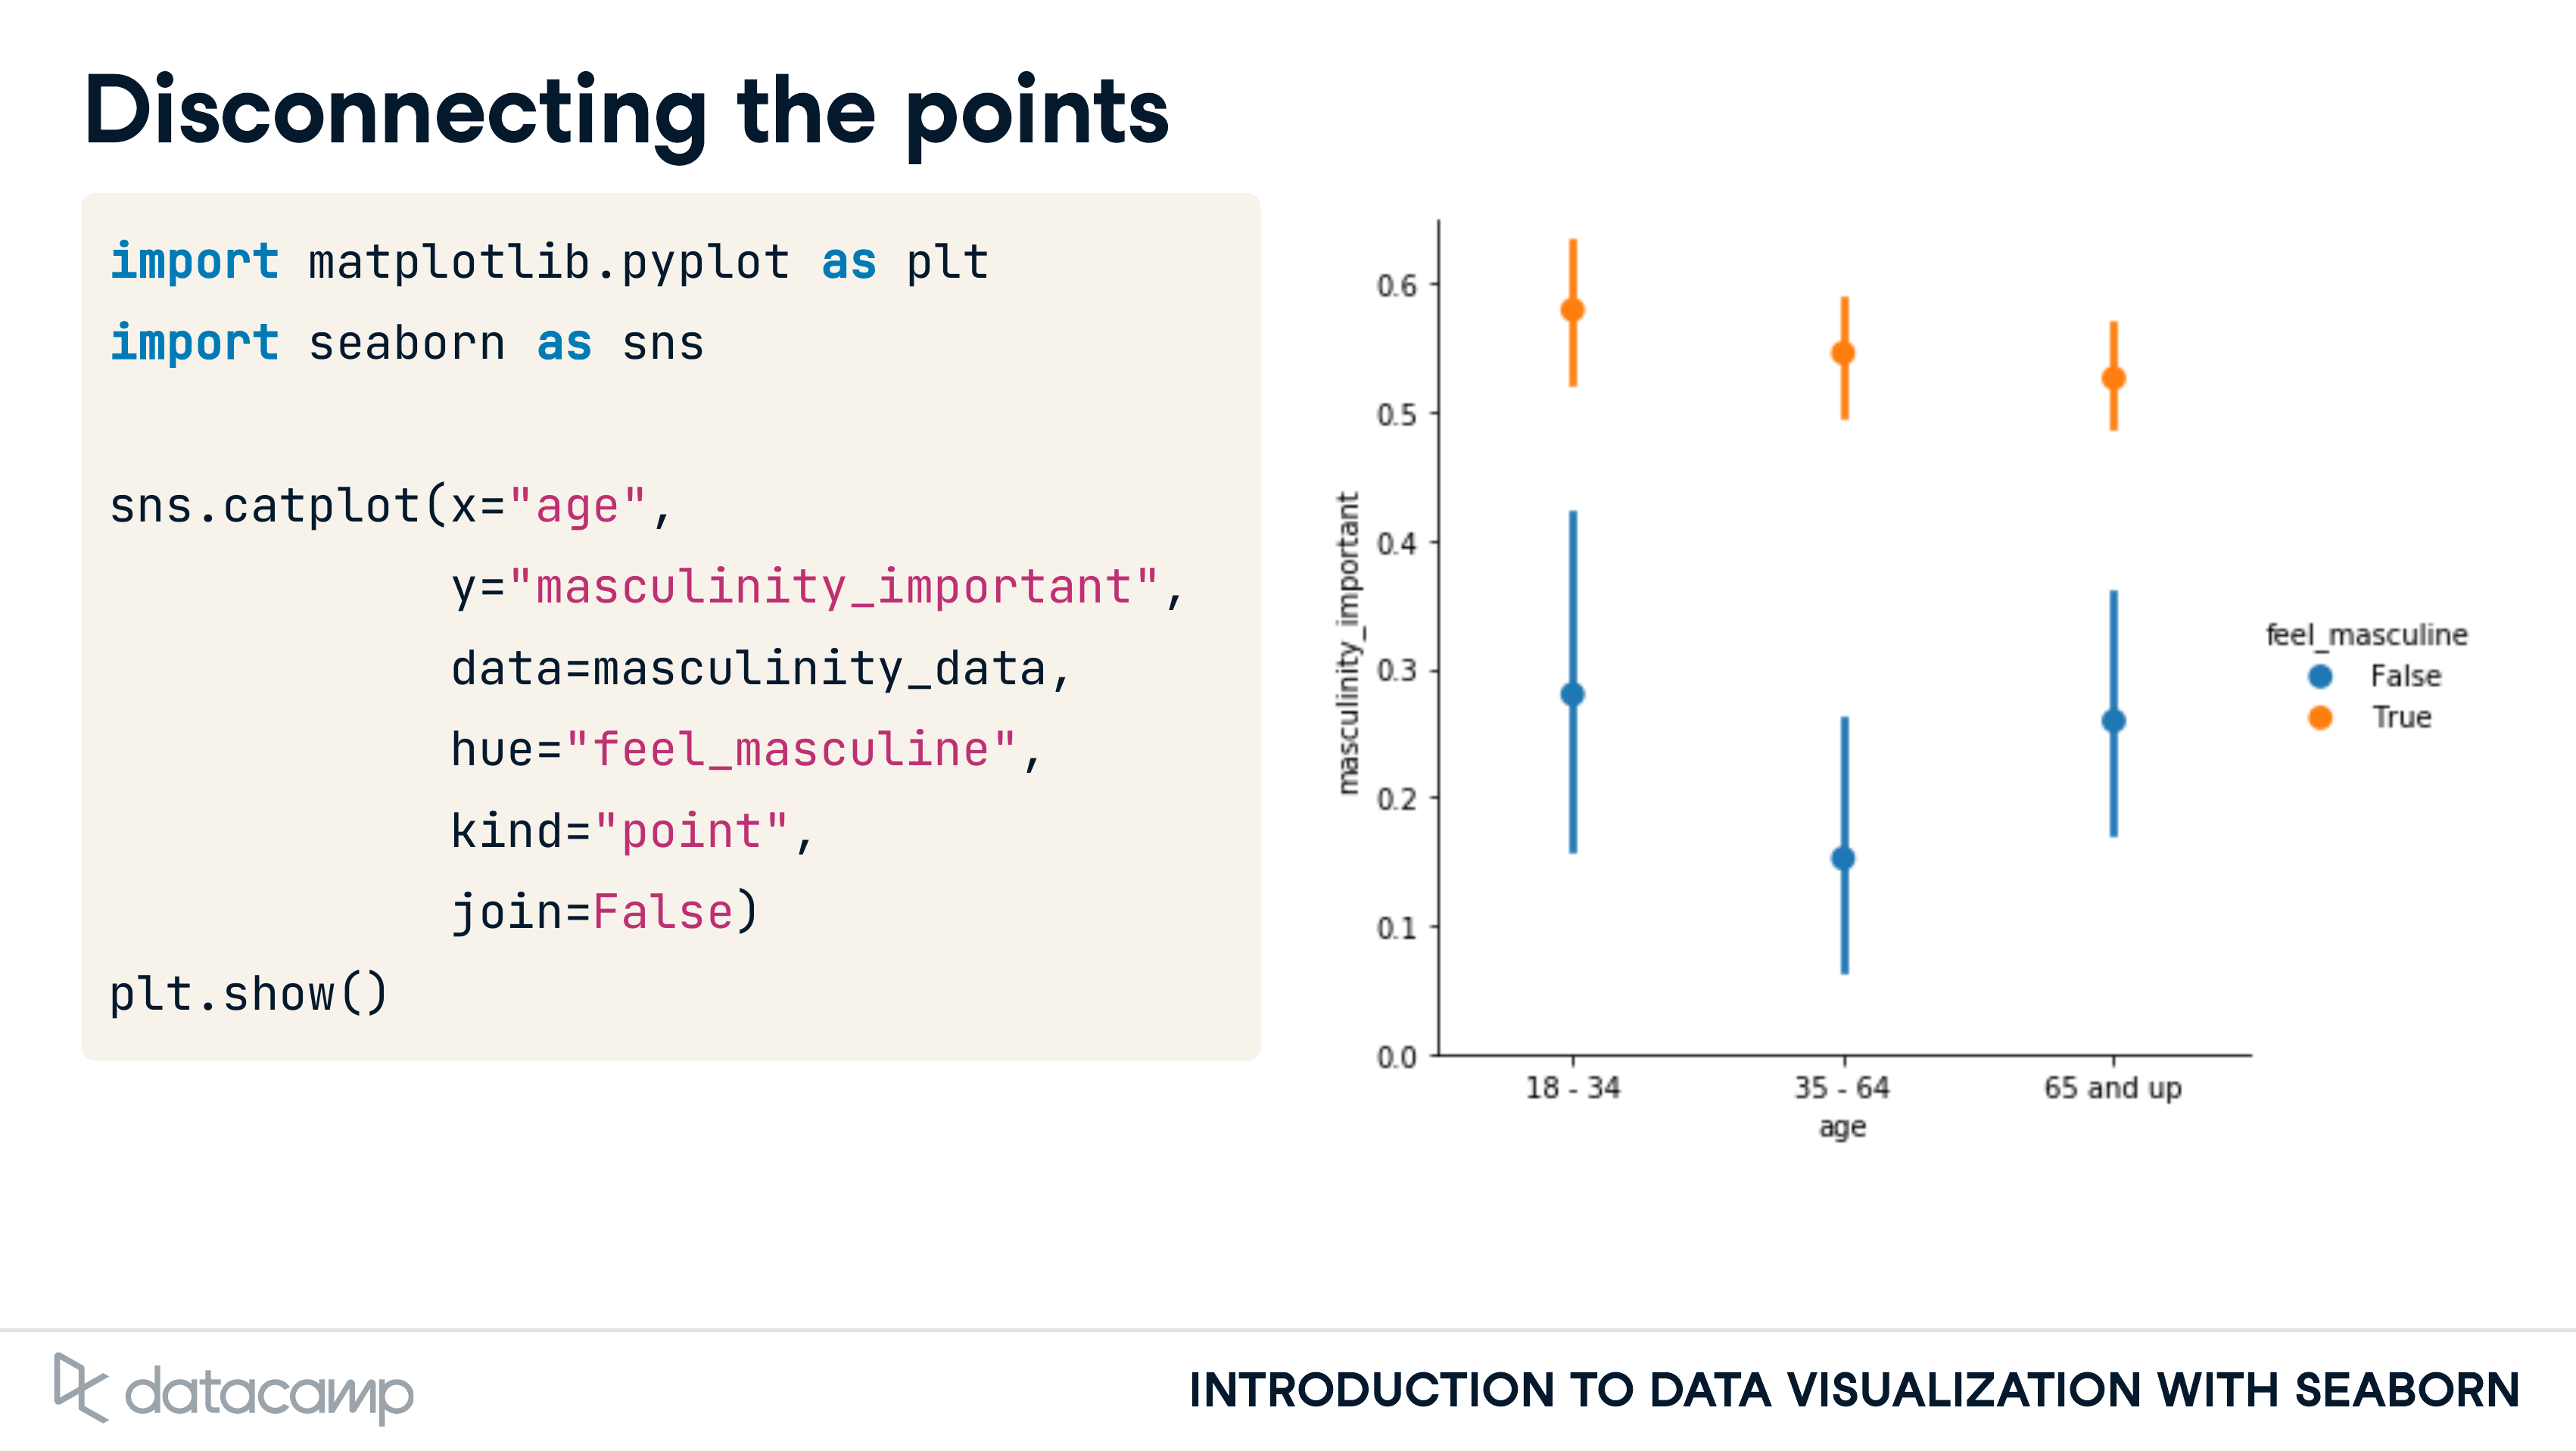 Disconnecting the points
import matplotlib.pyplot as plt
import seaborn as sns
sns.catplot(x="age",
y="masculinity_important",
data=masculinity_data,
hue="feel_masculine",
kind="point",
join=False)
plt.show()
masculinity_important
0.6
0.5
0.4
0.3
0.2
0.1
0.0
18 - 34
35 - 64
65 and up
age
feel_masculine
False
True
datacamp
INTRODUCTION TO DATA VISUALIZATION WITH SEABORN